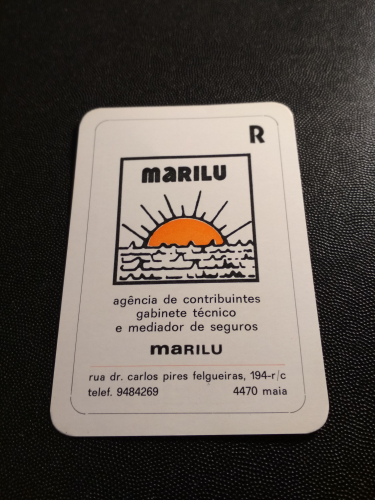 R
maRILU
agência de contribuintes
gabinete técnico
e mediador de seguros
maRILU
rua dr. carlos pires felgueiras, 194-r/c
telef. 9484269 4470 maia